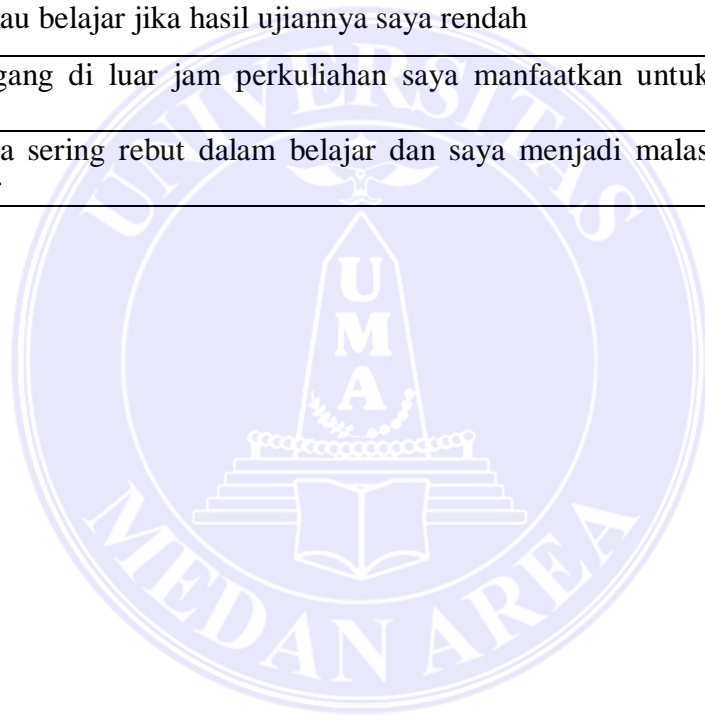 au belajar jika hasil ujiannya saya rendah
gang di luar jam perkuliahan saya manfaatkan untuk
a sering rebut dalam belajar dan saya menjadi malas
UNIVERSITAS
U
M
A
MEDAN AREA